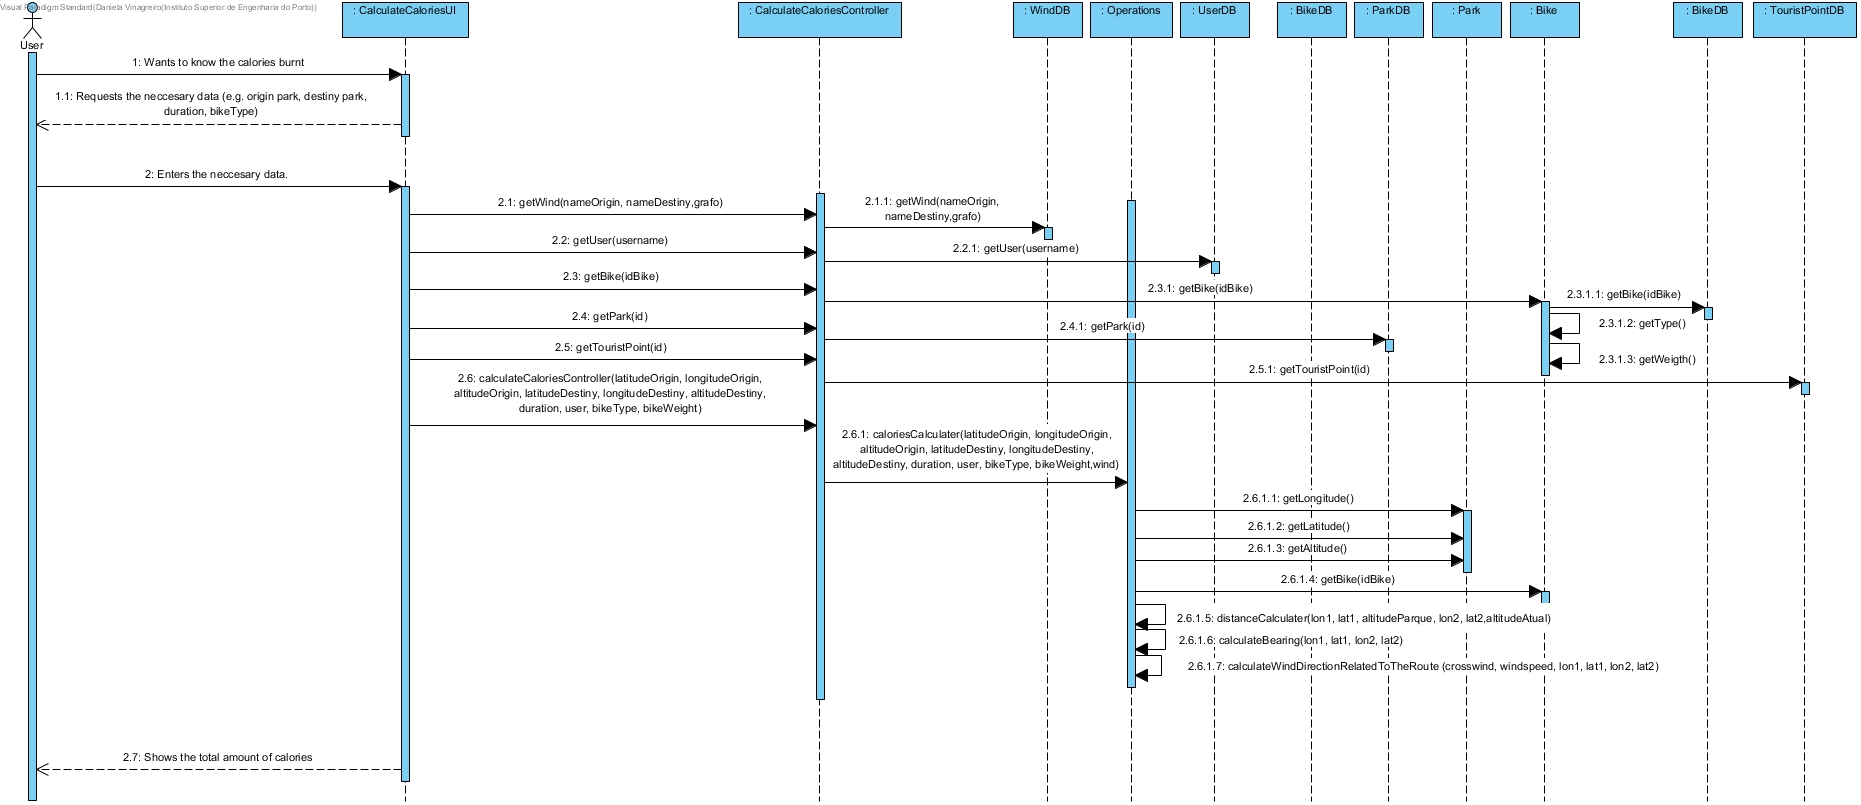 Visual Paradigm Standard(Daniela Vinagreiro(Instituto Superior de Engenharia do Porto))
User
: CalculateCaloriesUI
: CalculateCaloriesController
: WindDB
: Operations
: UserDB
: BikeDB
: ParkDB
: Park
: Bike
: BikeDB
: TouristPointDB
1: Wants to know the calories burnt
1.1: Requests the neccesary data (e.g. origin park, destiny park,
duration, bikeType)
2: Enters the neccesary data.
2.1: getWind(nameOrigin, nameDestiny,grafo)
2.1.1: getWind(nameOrigin,
nameDestiny,grafo)
2.2: getUser(username)
2.2.1: getUser(username)
2.3: getBike(idBike)
2.3.1: getBike(idBike)
2.3.1.1: getBike(idBike)
2.3.1.2: getType()
2.3.1.3: getWeigth()
2.4: getPark(id)
2.4.1: getPark(id)
2.5: getTouristPoint(id)
2.5.1: getTouristPoint(id)
2.6: calculateCaloriesController(latitudeOrigin, longitudeOrigin,
altitudeOrigin, latitudeDestiny, longitudeDestiny, altitudeDestiny,
duration, user, bikeType, bikeWeight)
2.6.1: caloriesCalculater(latitudeOrigin, longitudeOrigin,
altitudeOrigin, latitudeDestiny, longitudeDestiny,
altitudeDestiny, duration, user, bikeType, bikeWeight,wind)
2.6.1.1: getLongitude()
2.6.1.2: getLatitude()
2.6.1.3: getAltitude()
2.6.1.4: getBike(idBike)
2.6.1.5: distanceCalculater(lon1, lat1, altitudeParque, lon2, lat2,altitudeAtual)
2.6.1.6: calculateBearing(lon1, lat1, lon2, lat2)
2.6.1.7: calculateWindDirectionRelatedToTheRoute (crosswind, windspeed, lon1, lat1, lon2, lat2)
2.7: Shows the total amount of calories